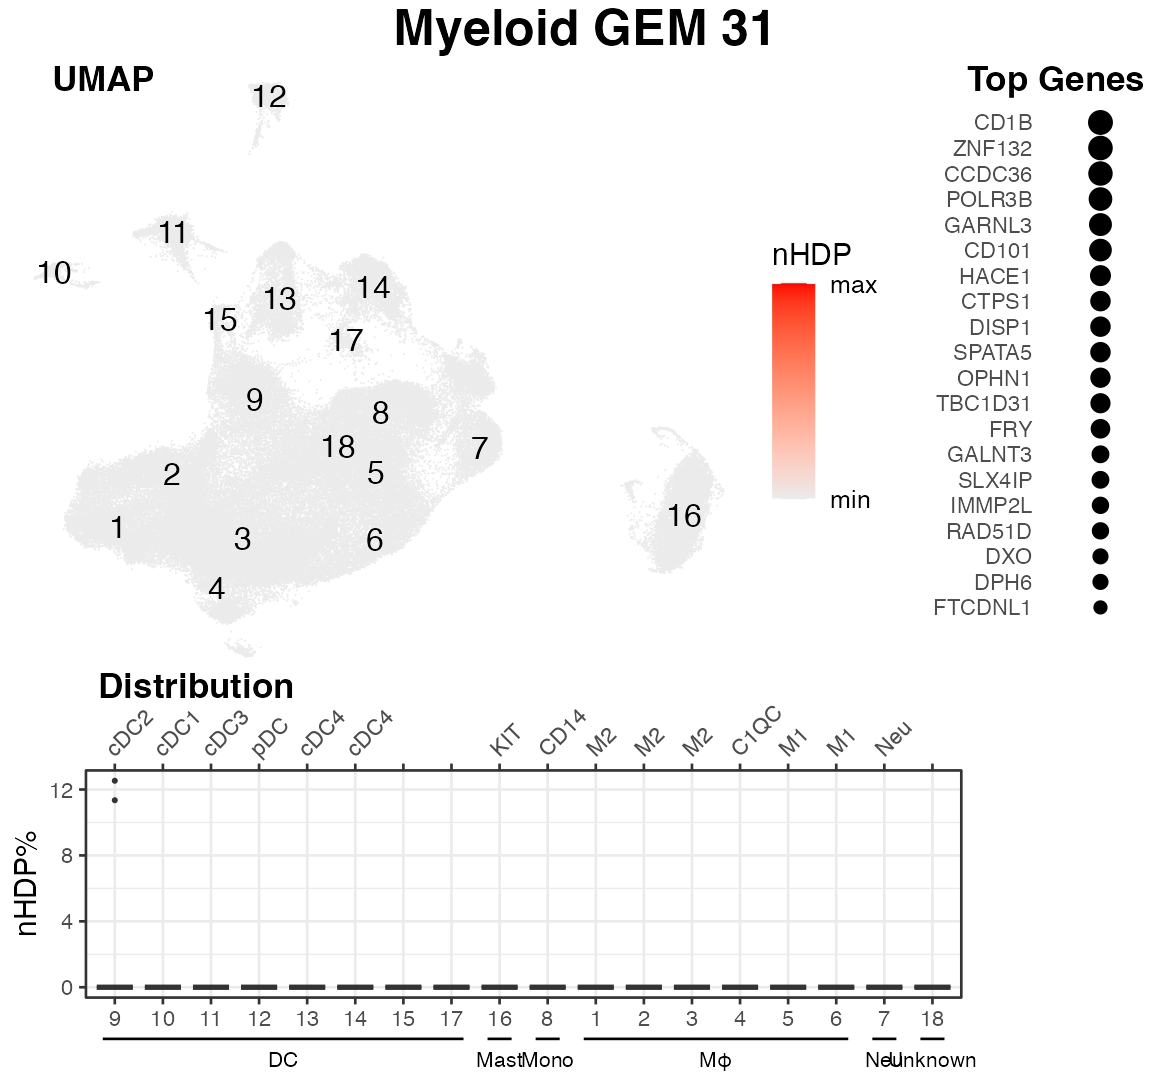 Myeloid GEM 31
UMAP
12
11
10
13
14
15
17
9
8
18
7
2
5
16
1
3
6
4
nHDP
max
min
Top Genes
CD1B
ZNF132
CCDC36
POLR3B
GARNL3
CD101
HACE1
CTPS1
DISP1
SPATA5
OPHN1
TBC1D31
FRY
GALNT3
SLX4IP
IMMP2L
RAD51D
DXO
DPH6
FTCDNL1
Distribution
cDC2 cDC1 cDC3 pDC cDC4 cDC4 KIT CD14 M2 M2 M2 C1QC M1 M1 Neu
nHDP%
12
8
4
0
9 10 11 12 13 14 15 17 16 8 1 2 3 4 5 6 7 18
DC Mast Mono Mϕ Neu Unknown